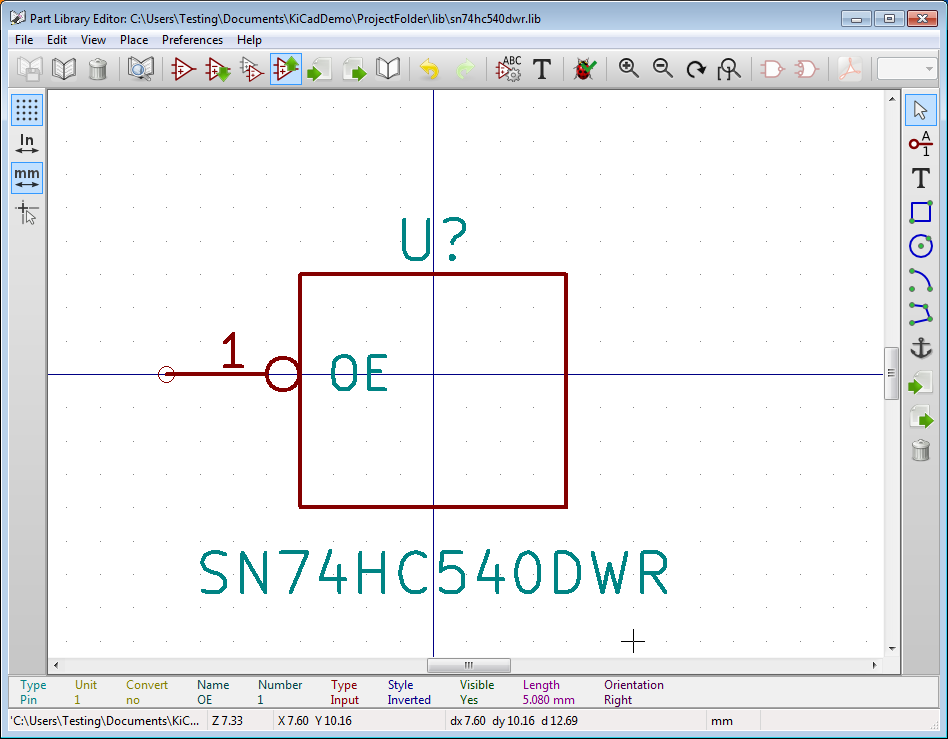 Part Library Editor: C:\Users\Testing\Documents\KiCadDemo\ProjectFolder\lib\sn74hc540dwr.lib
File Edit View Place Preferences Help
ABC
T
In
mm
A
1
T
U?
1
OE
SN74HC540DWR
Type Unit Convert Name Number Type Style Visible Length Orientation
Pin 1 no OE 1 Input Inverted Yes 5.080 mm Right
'C:\Users\Testing\Documents\KiC... Z 7.33 X 7.60 Y 10.16 dx 7.60 dy 10.16 d 12.69 mm